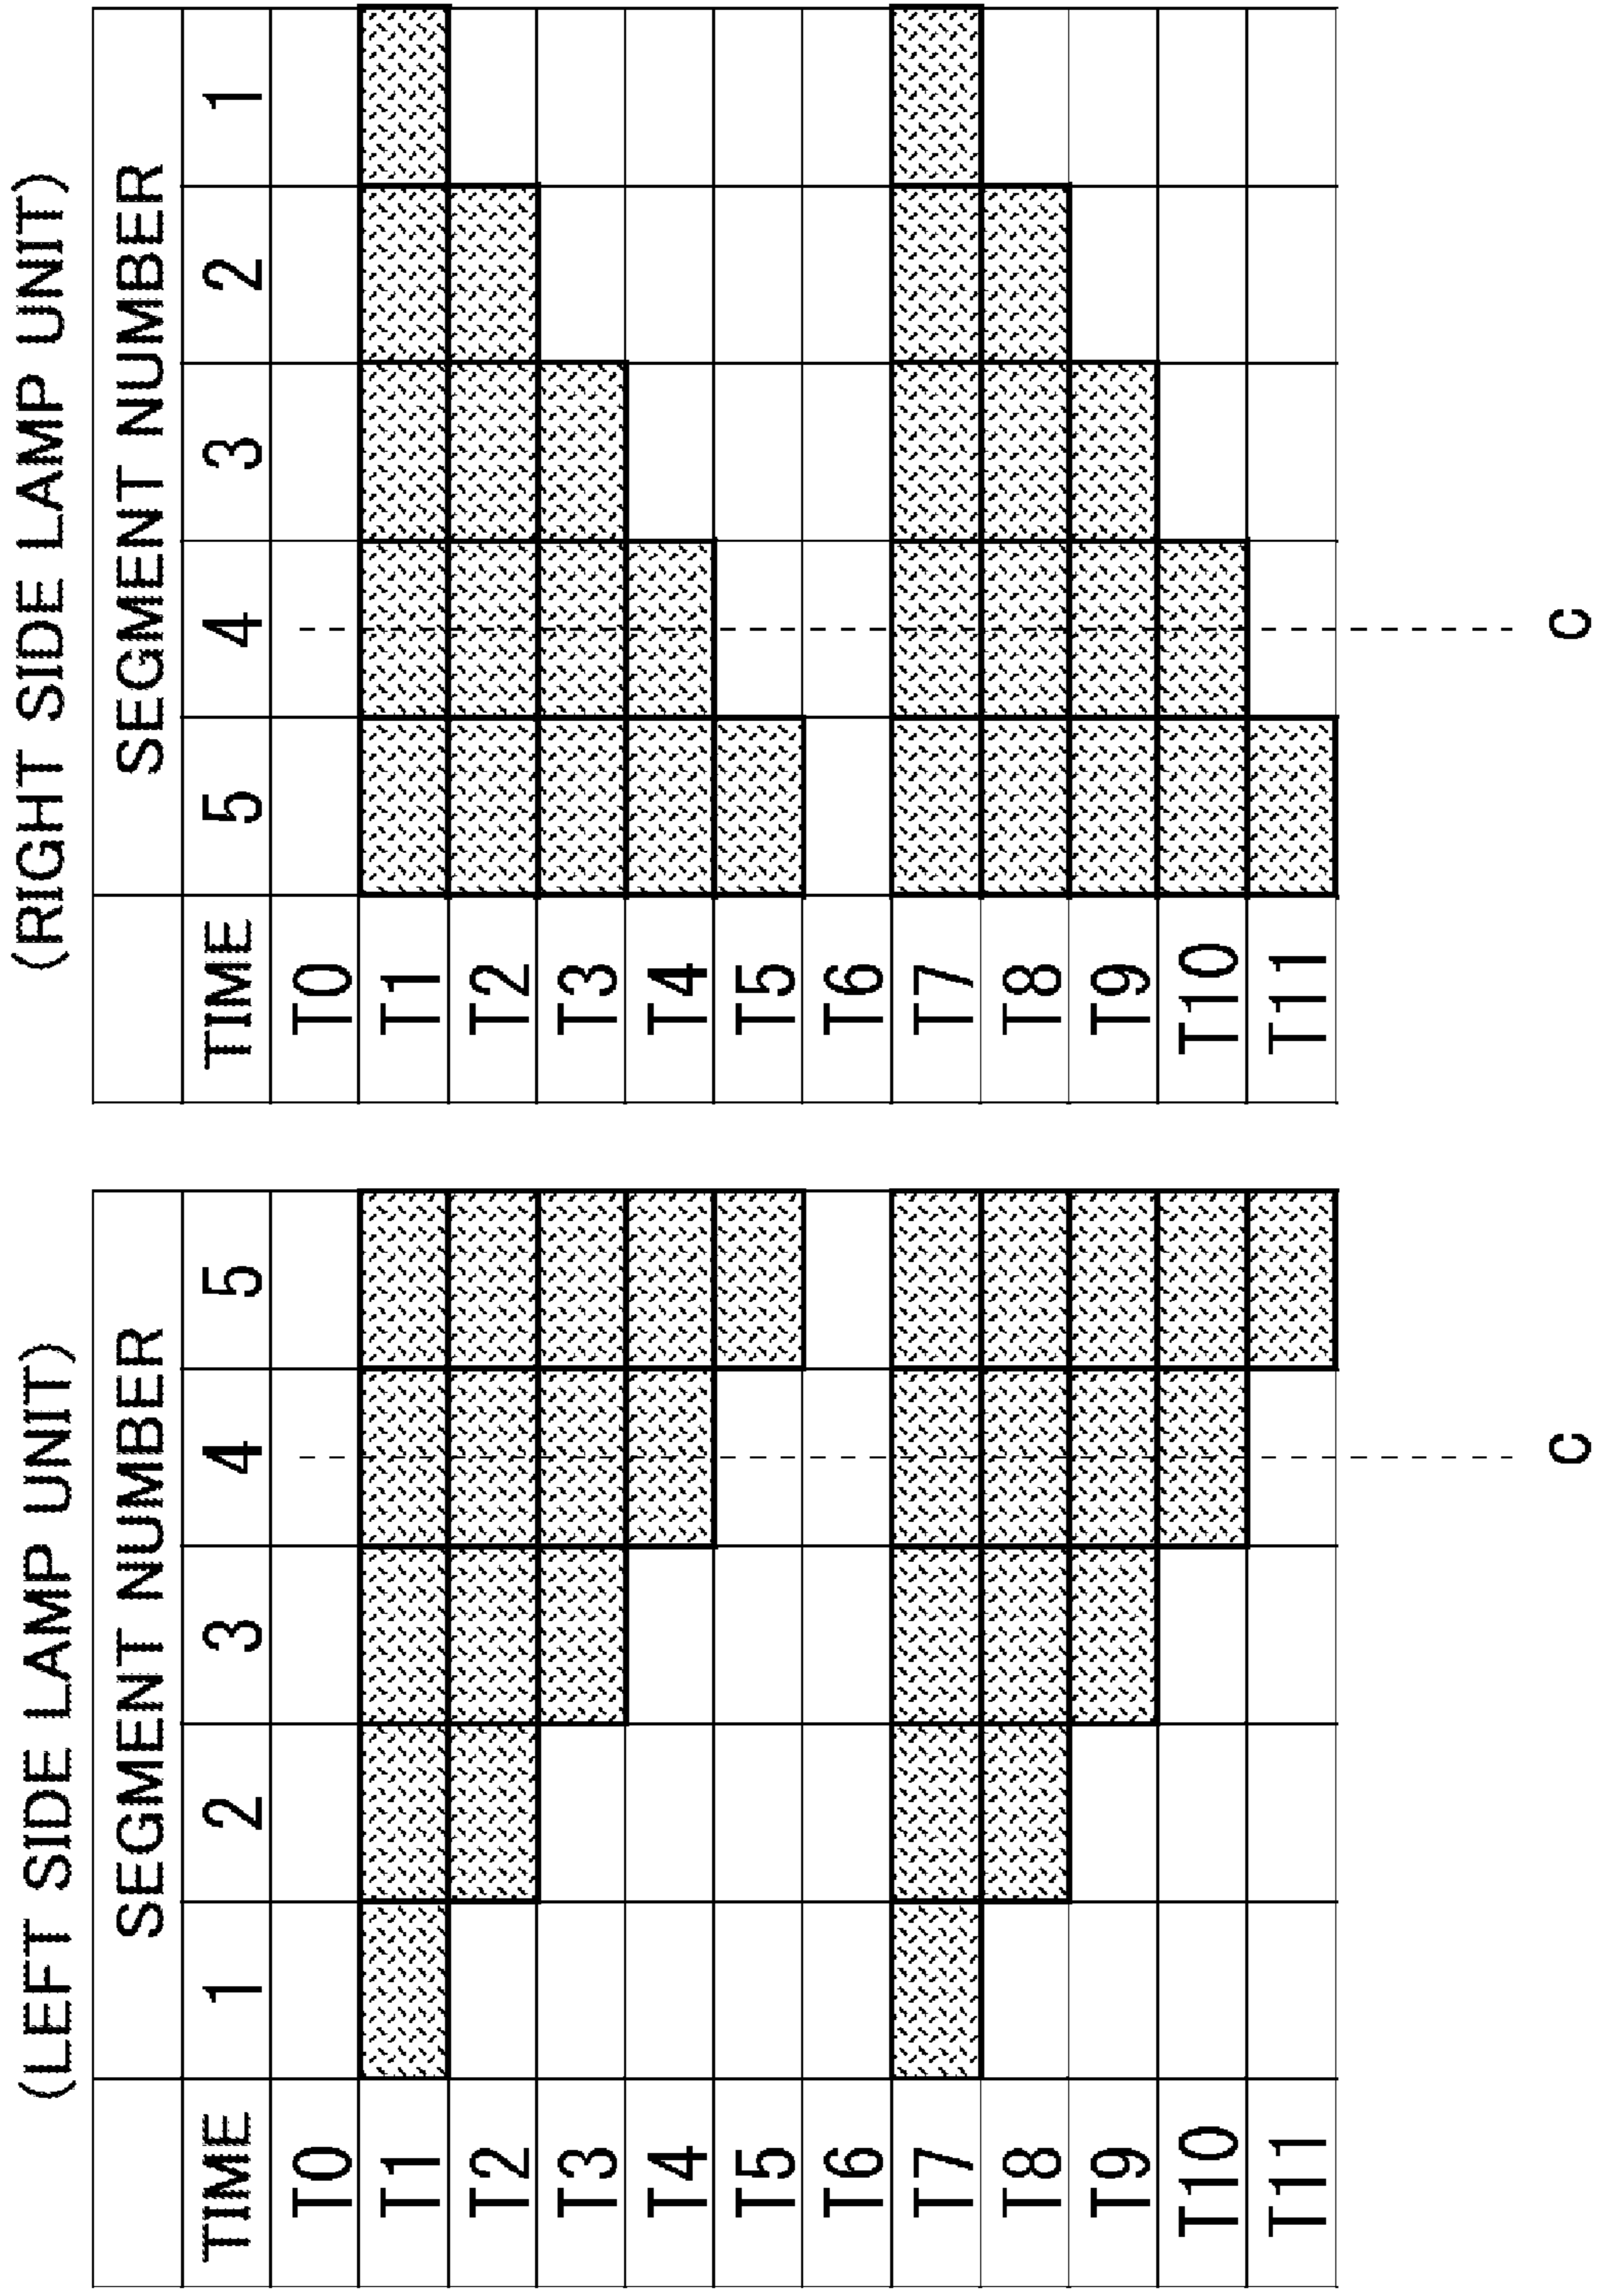 (LEFT SIDE LAMP UNIT)
SEGMENT NUMBER
TIME 1 2 3 4 5
T0
T1
T2
T3
T4
T5
T6
T7
T8
T9
T10
T11
C
(RIGHT SIDE LAMP UNIT)
SEGMENT NUMBER
TIME 5 4 3 2 1
T0
T1
T2
T3
T4
T5
T6
T7
T8
T9
T10
T11
C